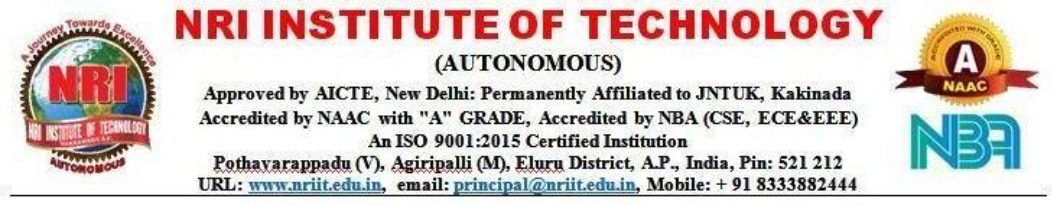 NRI INSTITUTE OF TECHNOLOGY
(AUTONOMOUS)
Approved by AICTE, New Delhi: Permanently Affiliated to JNTUK, Kakinada
Accredited by NAAC with "A" GRADE, Accredited by NBA (CSE, ECE&EEE)
An ISO 9001:2015 Certified Institution
Pothavarappadu (V), Agiripalli (M), Eluru District, A.P., India, Pin: 521 212
URL: www.nriit.edu.in, email: principal@nriit.edu.in, Mobile: + 91 8333882444
A Journey Towards Excellence
NRI
NRI INSTITUTE OF TECHNOLOGY
AUTONOMOUS
ACCREDITED WITH GRADE
A
NAAC
NBA